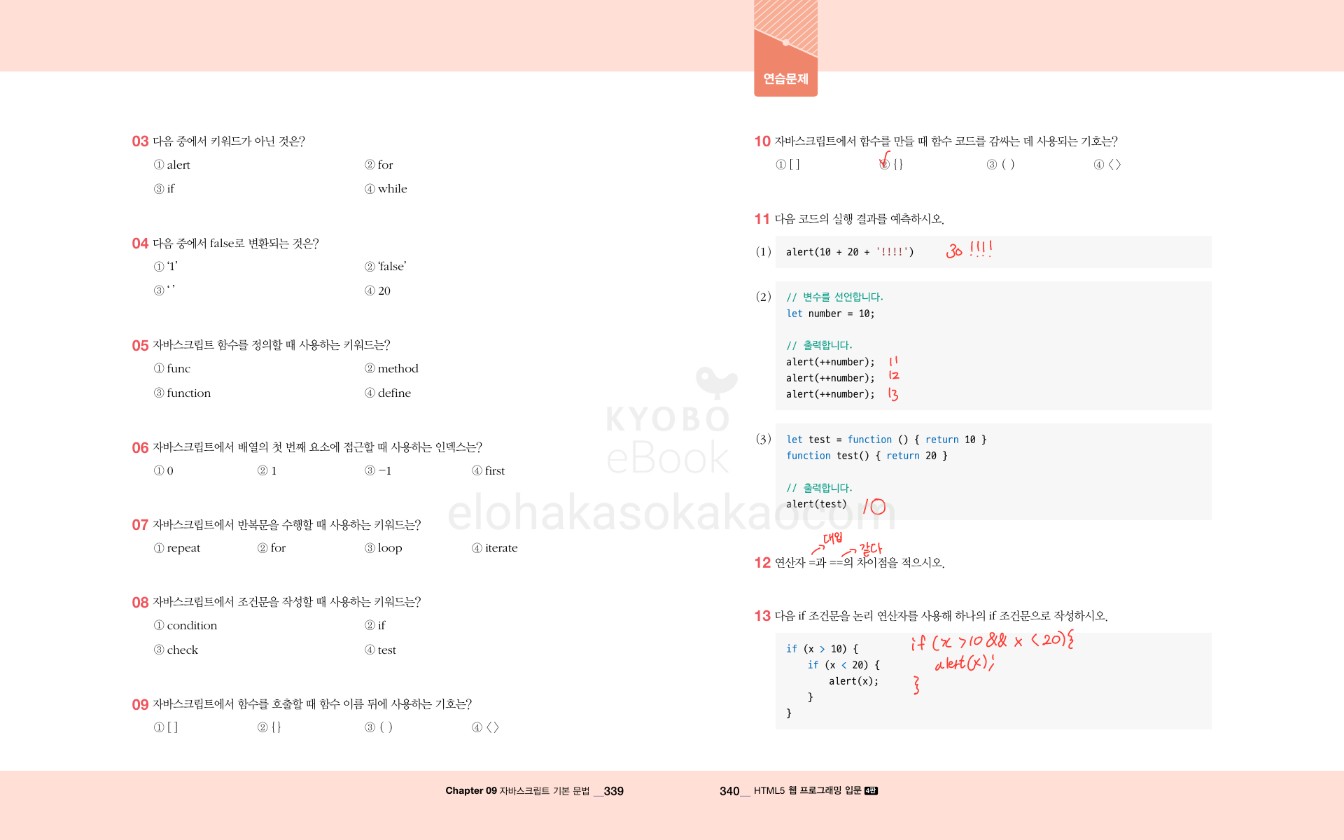 03 다음 중에서 키워드가 아닌 것은?
① alert ② for
③ if ④ while
04 다음 중에서 false로 변환되는 것은?
① '1' ② 'false'
③ ' ' ④ 20
05 자바스크립트 함수를 정의할 때 사용하는 키워드는?
① func ② method
③ function ④ define
06 자바스크립트에서 배열의 첫 번째 요소에 접근할 때 사용하는 인덱스는?
① 0 ② 1 ③ -1 ④ first
07 자바스크립트에서 반복문을 수행할 때 사용하는 키워드는?
① repeat ② for ③ loop ④ iterate
08 자바스크립트에서 조건문을 작성할 때 사용하는 키워드는?
① condition ② if
③ check ④ test
09 자바스크립트에서 함수를 호출할 때 함수 이름 뒤에 사용하는 기호는?
① [ ] ② { } ③ ( ) ④ 〈 〉
Chapter 09 자바스크립트 기본 문법 __339
KYOBO
eBook
elohakasokakaocom
연습문제
10 자바스크립트에서 함수를 만들 때 함수 코드를 감싸는 데 사용되는 기호는?
① [ ] ② { } ③ ( ) ④ 〈 〉
11 다음 코드의 실행 결과를 예측하시오.
(1) alert(10 + 20 + '!!!!') 30 !!!!
(2) // 변수를 선언합니다.
let number = 10;
// 출력합니다.
alert(++number); 11
alert(++number); 12
alert(++number); 13
(3) let test = function () { return 10 }
function test() { return 20 }
// 출력합니다.
alert(test) 10
대입 같다
12 연산자 =과 ==의 차이점을 적으시오.
13 다음 if 조건문을 논리 연산자를 사용해 하나의 if 조건문으로 작성하시오.
if (x > 10) {
if (x < 20) {
alert(x);
}
}
if (x > 10 && x < 20){
alert(x);
}
340__ HTML5 웹 프로그래밍 입문 4판